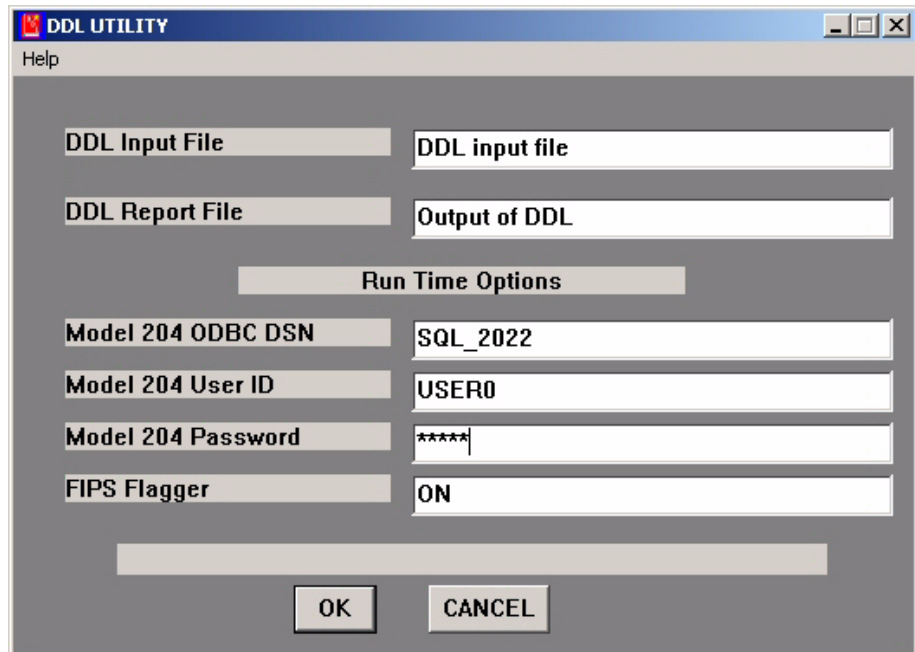 DDL UTILITY
Help
DDL Input File DDL input file
DDL Report File Output of DDL
Run Time Options
Model 204 ODBC DSN SQL_2022
Model 204 User ID USER0
Model 204 Password *****
FIPS Flagger ON
OK CANCEL